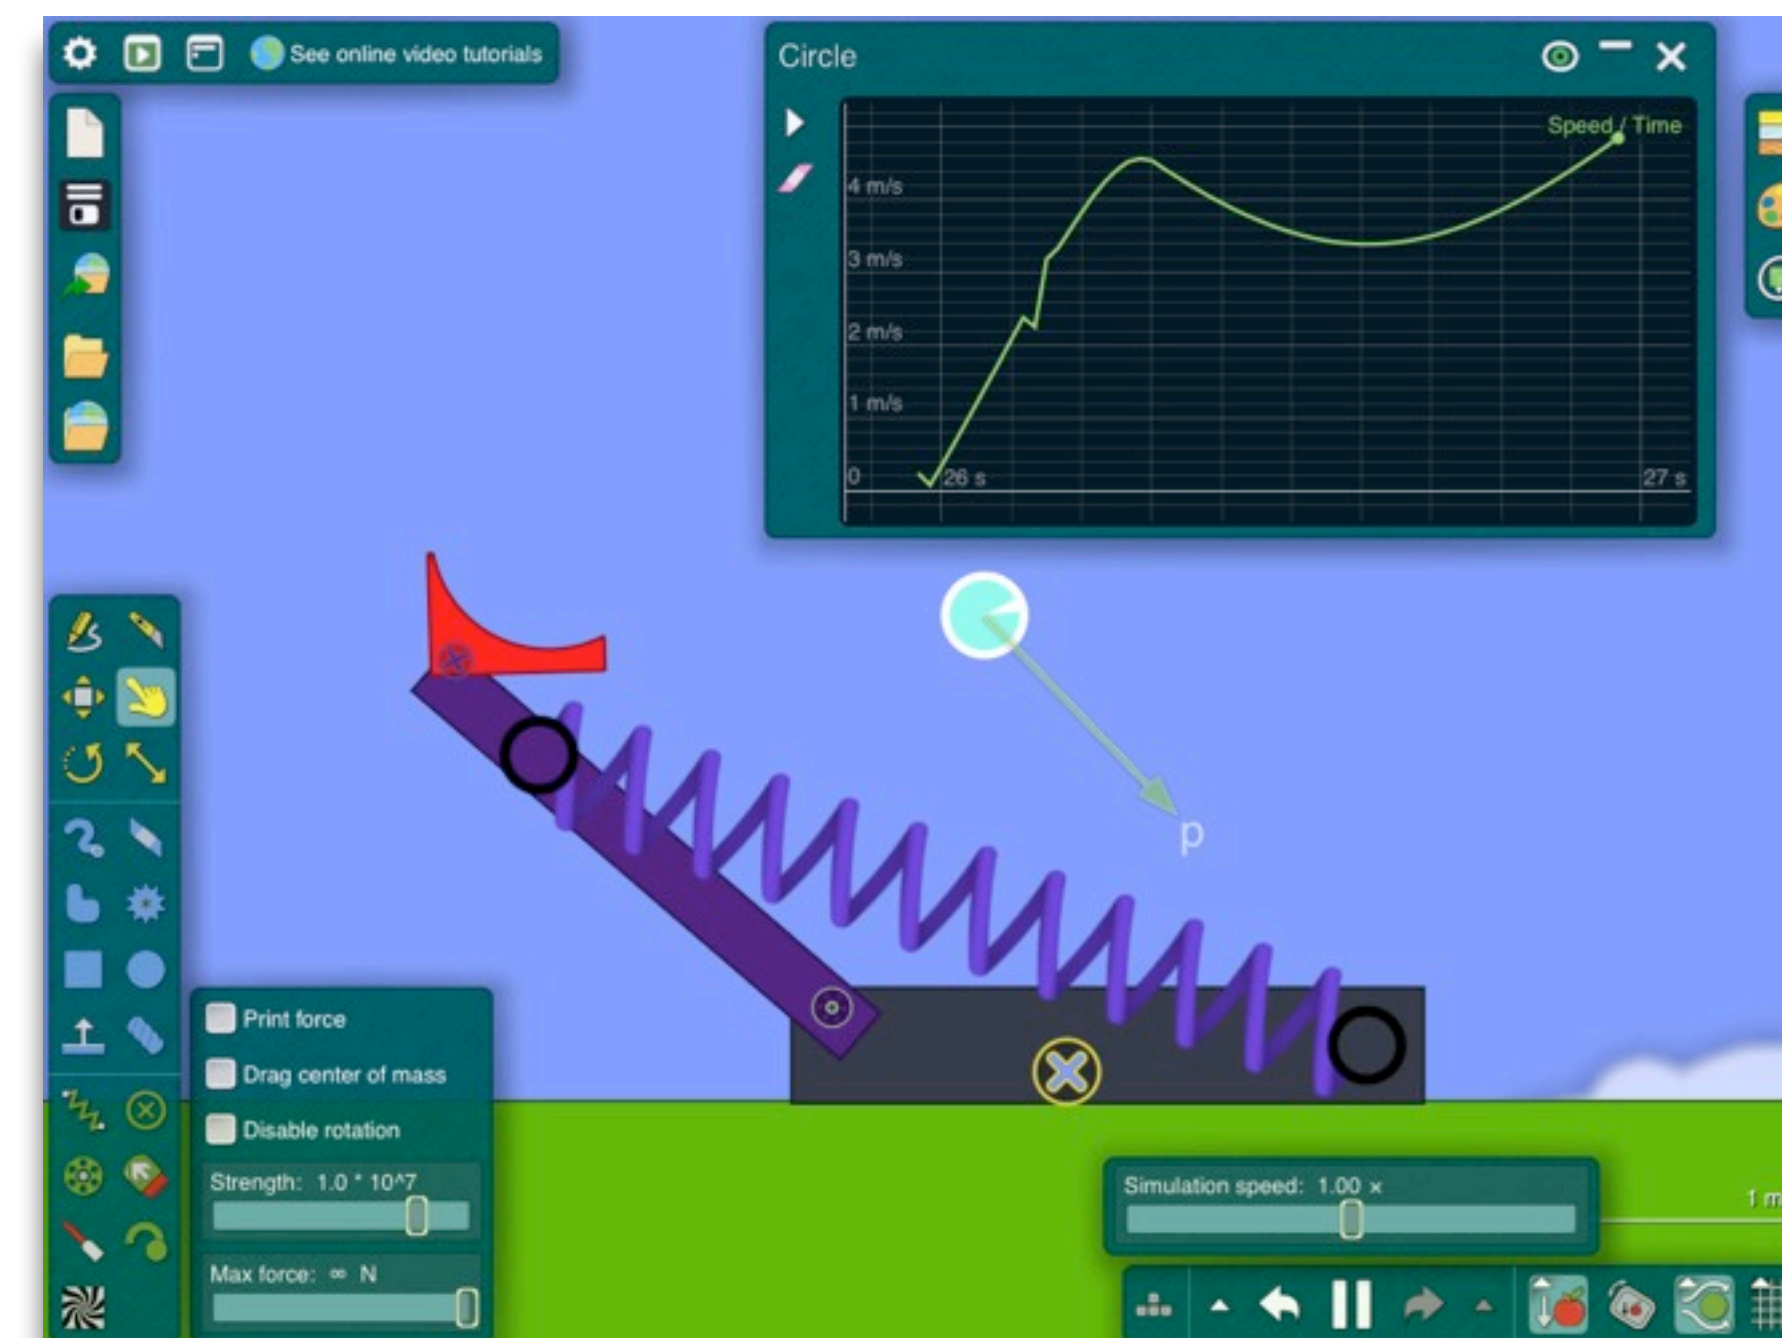 See online video tutorials
Circle
Speed / Time
4 m/s
3 m/s
2 m/s
1 m/s
0
26 s
27 s
p
Print force
Drag center of mass
Disable rotation
Strength: 1.0 * 10^7
Max force: ∞ N
Simulation speed: 1.00 ×
1 m